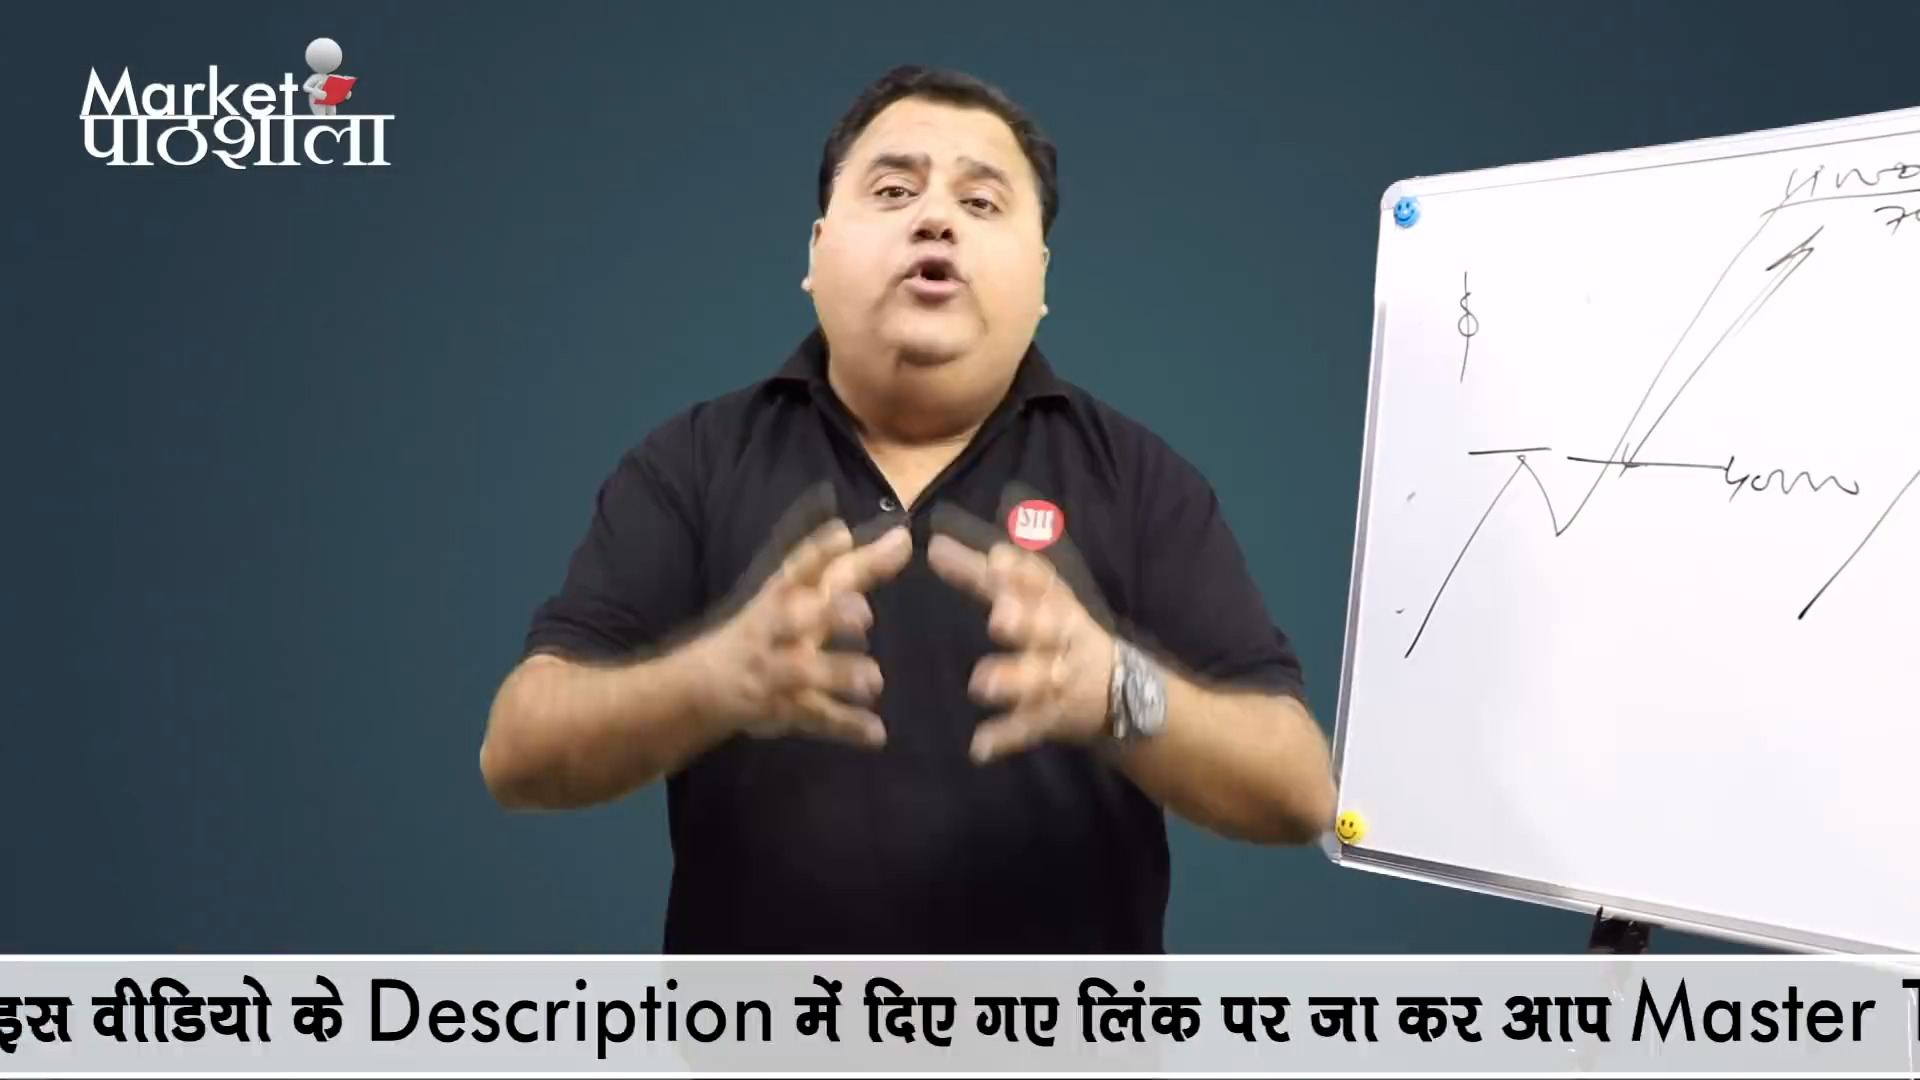 Market
पाठशाला
$
इस वीडियो के Description में दिए गए लिंक पर जा कर आप Master